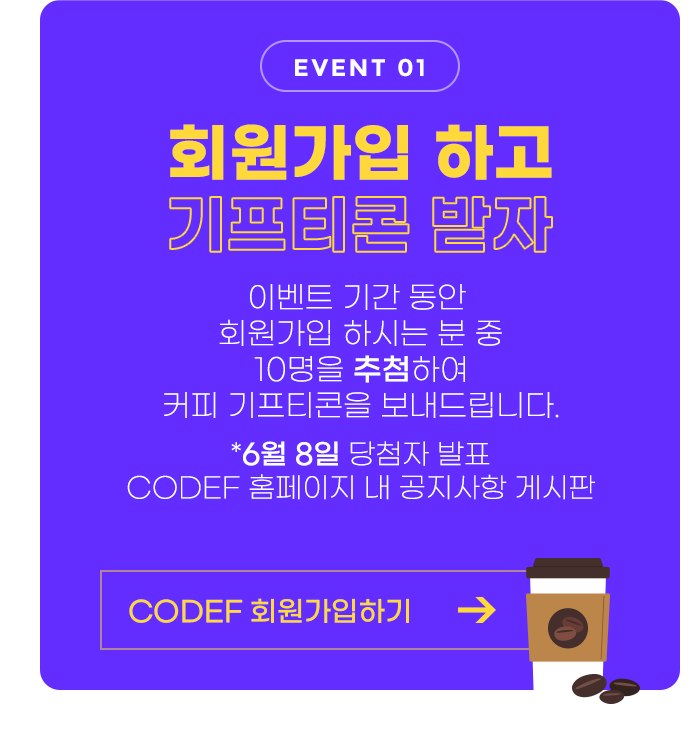 EVENT 01
회원가입 하고
기프티콘 받자
이벤트 기간 동안
회원가입 하시는 분 중
10명을 추첨하여
커피 기프티콘을 보내드립니다.
*6월 8일 당첨자 발표
CODEF 홈페이지 내 공지사항 게시판
CODEF 회원가입하기 →